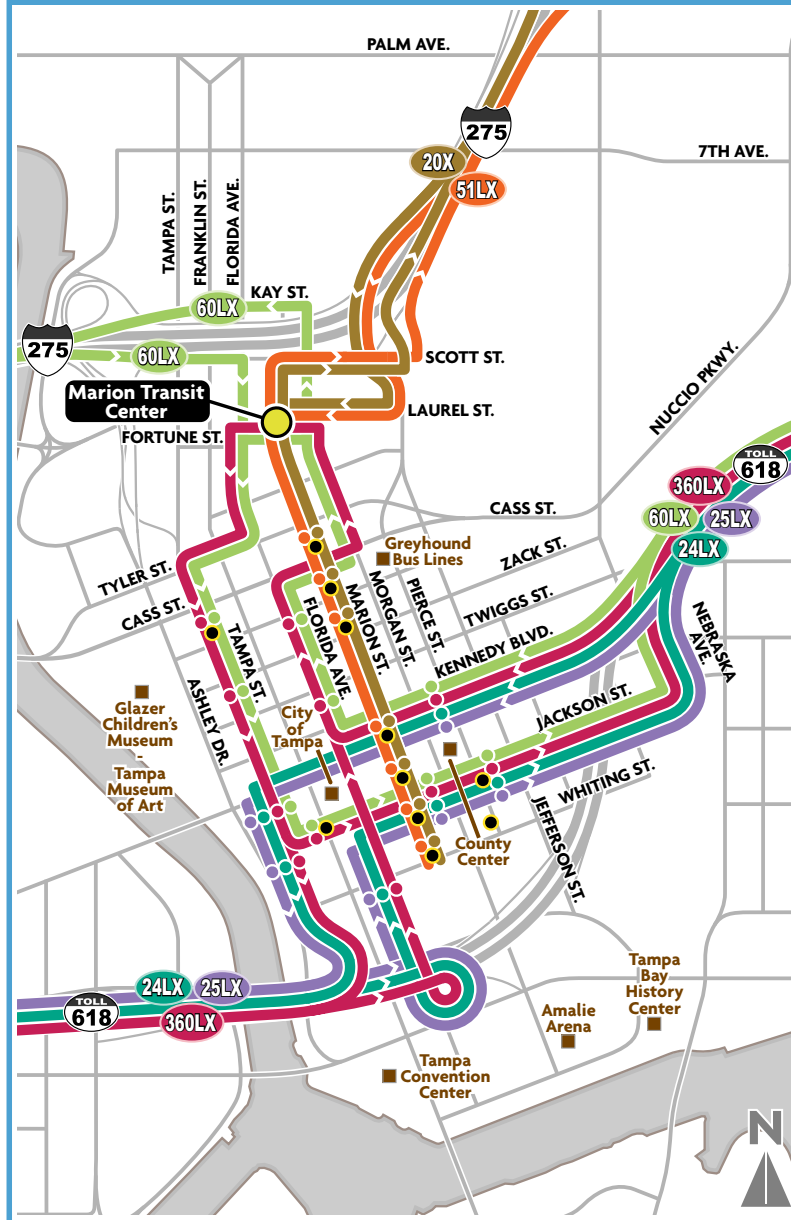 PALM AVE.
275
7TH AVE.
20X
51LX
TAMPA ST.
FRANKLIN ST.
FLORIDA AVE.
KAY ST.
60LX
275
60LX
SCOTT ST.
Marion Transit
Center
LAUREL ST.
NUCCIO PKWY.
FORTUNE ST.
TOLL
618
360LX
CASS ST.
60LX
25LX
24LX
Greyhound
Bus Lines
ZACK ST.
TYLER ST.
CASS ST.
TWIGGS ST.
MORGAN ST.
PIERCE ST.
MARION ST.
FLORIDA AVE.
TAMPA ST.
KENNEDY BLVD.
NEBRASKA
AVE.
ASHLEY DR.
Glazer
Children's
Museum
-
Tampa
Museum
of Art
City
of
Tampa
JACKSON ST.
WHITING ST.
JEFFERSON ST.
County
Center
24LX
25LX
TOLL
618
360LX
Tampa
Bay
History
Center
Amalie
Arena
Tampa
Convention
Center
N